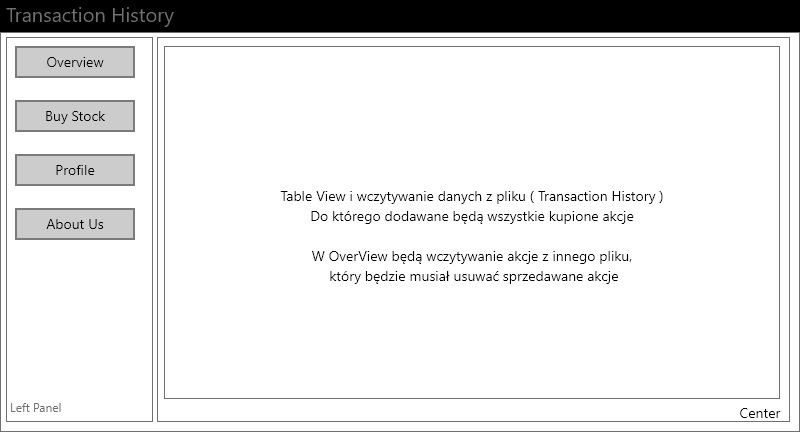 Transaction History
Overview
Buy Stock
Profile
About Us
Left Panel
Table View i wczytywanie danych z pliku ( Transaction History )
Do którego dodawane będą wszystkie kupione akcje
W OverView będą wczytywanie akcje z innego pliku,
który będzie musiał usuwać sprzedawane akcje
Center